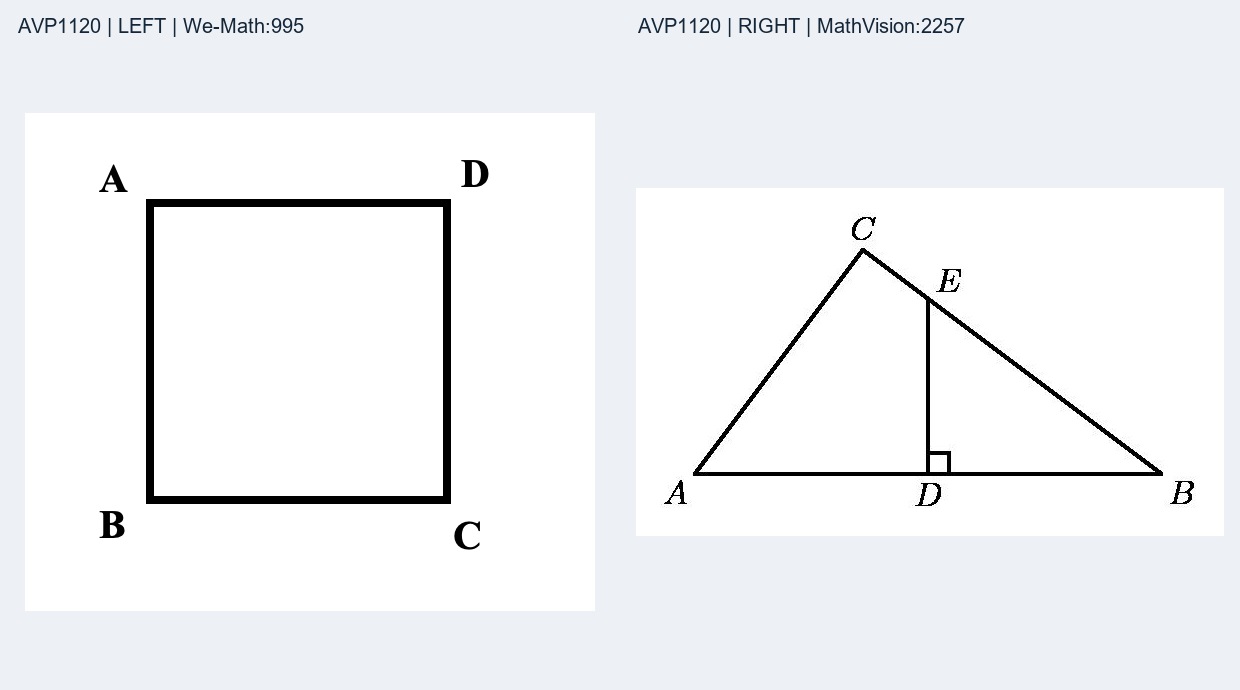 AVP1120 | LEFT | We-Math:995
A
D
B
C
AVP1120 | RIGHT | MathVision:2257
C
E
A
D
B